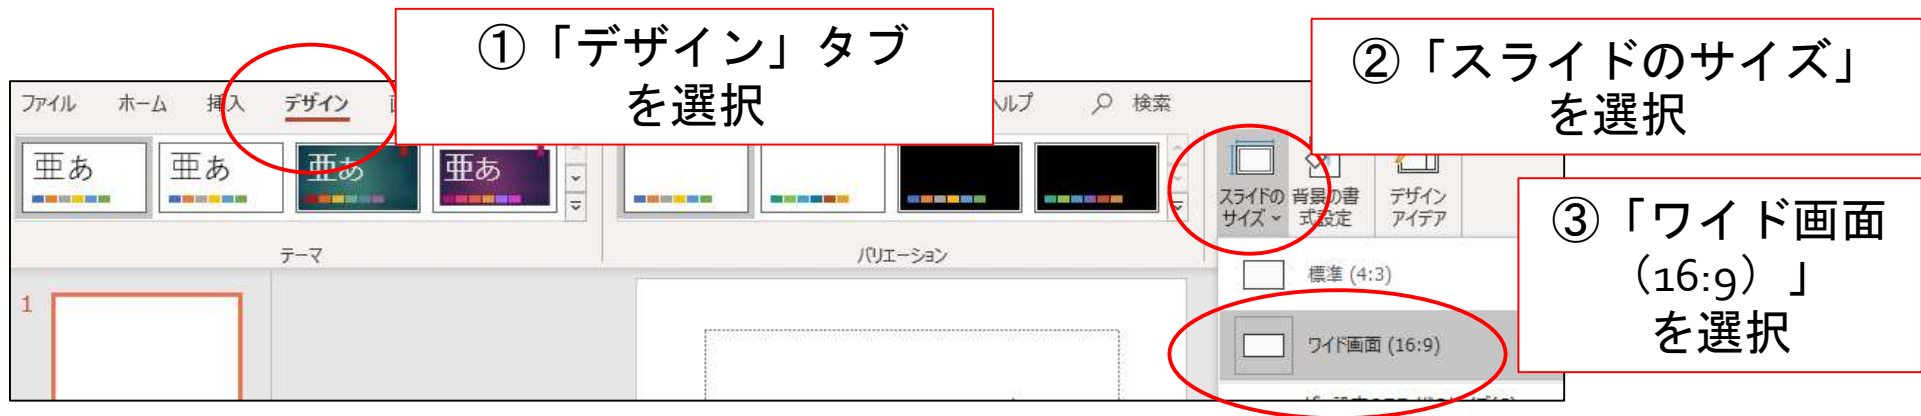 ①「デザイン」タブ
を選択
②「スライドのサイズ」
を選択
ファイル ホーム 挿入 デザイン ヘルプ 検索
亜あ 亜あ 亜あ 亜あ
スライドの
サイズ
背景の書
式設定
デザイン
アイデア
③「ワイド画面
（16:9）」
を選択
テーマ バリエーション
標準 (4:3)
1
ワイド画面 (16:9)